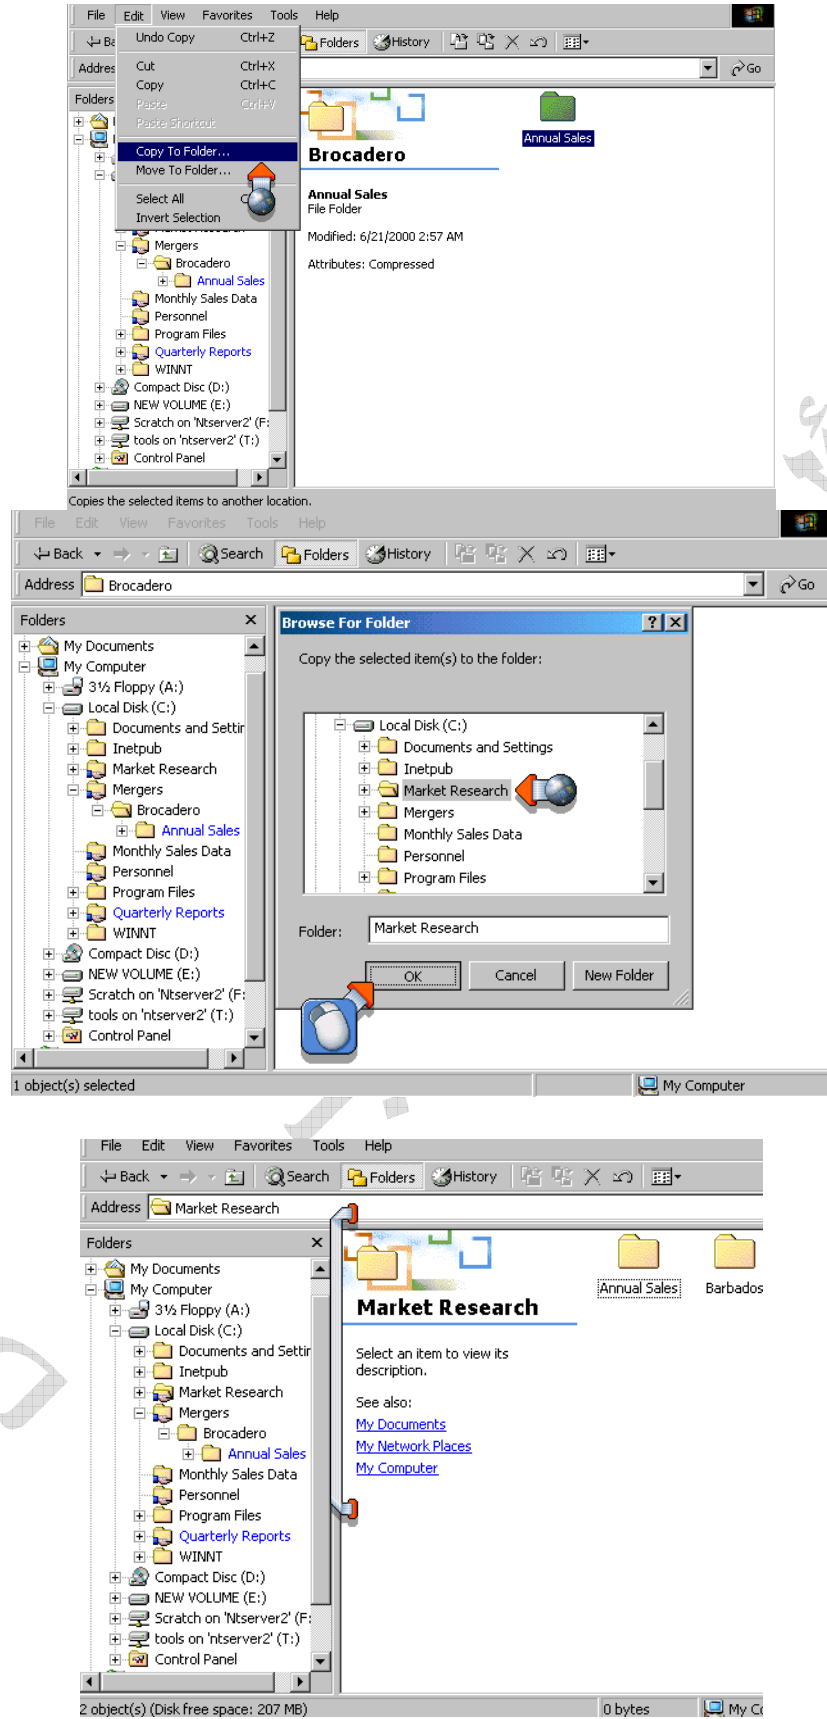 File Edit View Favorites Tools Help
Undo Copy Ctrl+Z
Folders History
Cut Ctrl+X
Go
Copy Ctrl+C
Folders
Paste Ctrl+V
Paste Shortcut
Copy To Folder...
Move To Folder...
Select All
Invert Selection
Mergers
Brocadero
Annual Sales
Monthly Sales Data
Personnel
Program Files
Quarterly Reports
WINNT
Compact Disc (D:)
NEW VOLUME (E:)
Scratch on 'Ntserver2' (F:
tools on 'ntserver2' (T:)
Control Panel
Brocadero
Annual Sales
File Folder
Modified: 6/21/2000 2:57 AM
Attributes: Compressed
Annual Sales
Copies the selected items to another location.
File Edit View Favorites Tools Help
Back Search Folders History
Address Brocadero Go
Folders
My Documents
My Computer
3½ Floppy (A:)
Local Disk (C:)
Documents and Settir
Inetpub
Market Research
Mergers
Brocadero
Annual Sales
Monthly Sales Data
Personnel
Program Files
Quarterly Reports
WINNT
Compact Disc (D:)
NEW VOLUME (E:)
Scratch on 'Ntserver2' (F:
tools on 'ntserver2' (T:)
Control Panel
Browse For Folder
Copy the selected item(s) to the folder:
Local Disk (C:)
Documents and Settings
Inetpub
Market Research
Mergers
Monthly Sales Data
Personnel
Program Files
Folder: Market Research
OK Cancel New Folder
1 object(s) selected My Computer
File Edit View Favorites Tools Help
Back Search Folders History
Address Market Research
Folders
My Documents
My Computer
3½ Floppy (A:)
Local Disk (C:)
Documents and Settir
Inetpub
Market Research
Mergers
Brocadero
Annual Sales
Monthly Sales Data
Personnel
Program Files
Quarterly Reports
WINNT
Compact Disc (D:)
NEW VOLUME (E:)
Scratch on 'Ntserver2' (F:
tools on 'ntserver2' (T:)
Control Panel
Market Research
Select an item to view its
description.
See also:
My Documents
My Network Places
My Computer
Annual Sales Barbados
2 object(s) (Disk free space: 207 MB) 0 bytes My Co